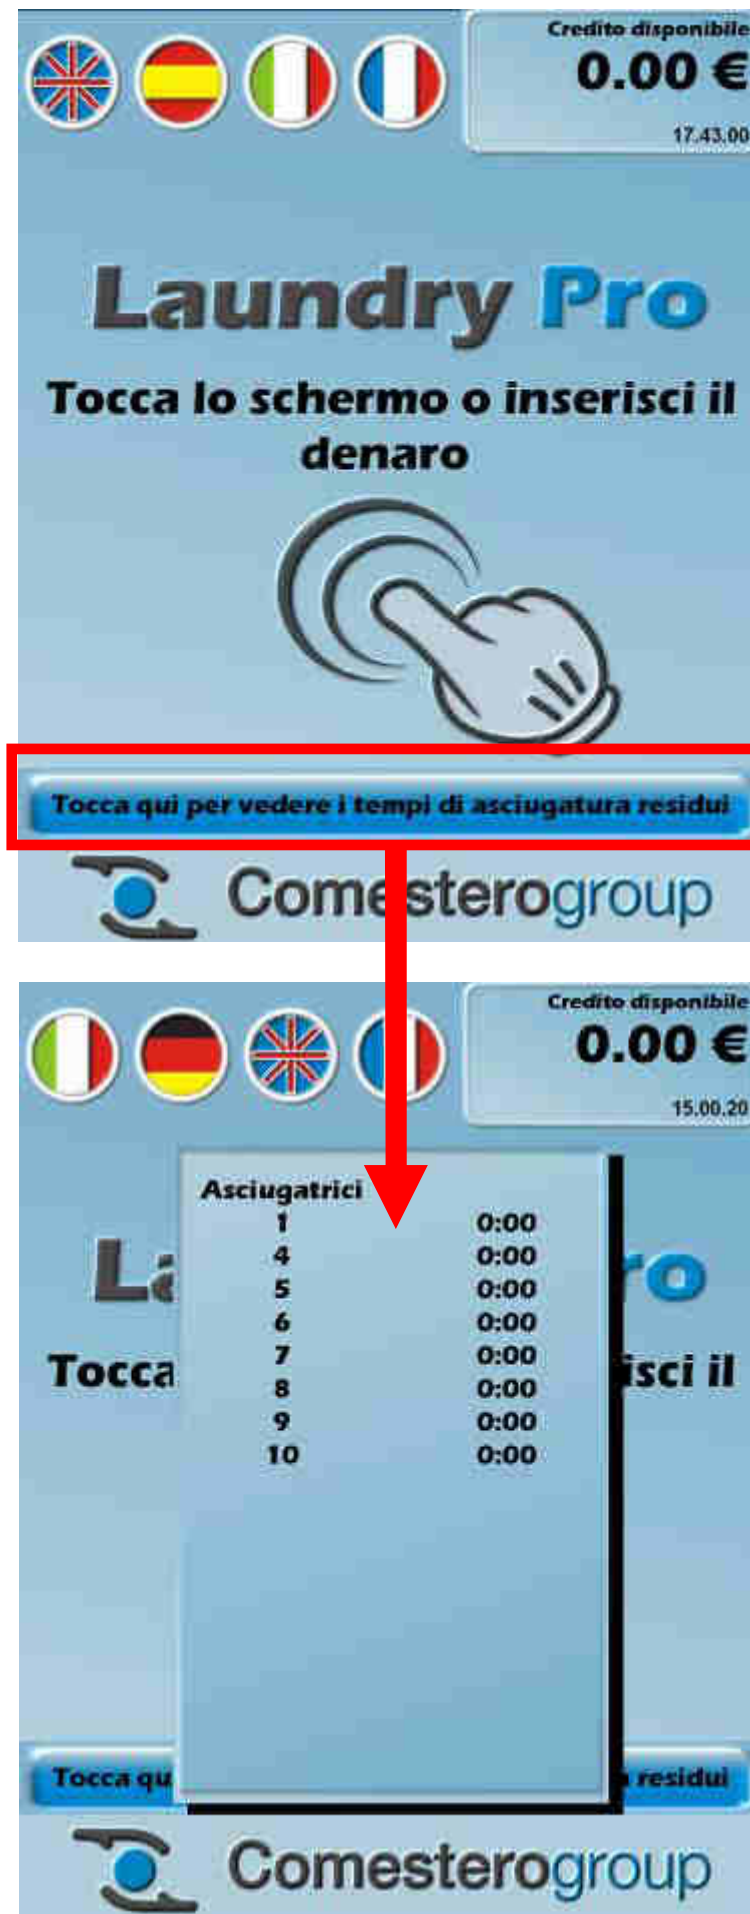 Credito disponibile
0.00 €
17.43.00
Laundry Pro
Tocca lo schermo o inserisci il
denaro
Tocca qui per vedere i tempi di asciugatura residui
Comesterogroup
Credito disponibile
0.00 €
15.00.20
Asciugatrici
1 0:00
4 0:00
5 0:00
6 0:00
7 0:00
8 0:00
9 0:00
10 0:00
La ro
Tocca isci il
Tocca qu residui
Comesterogroup